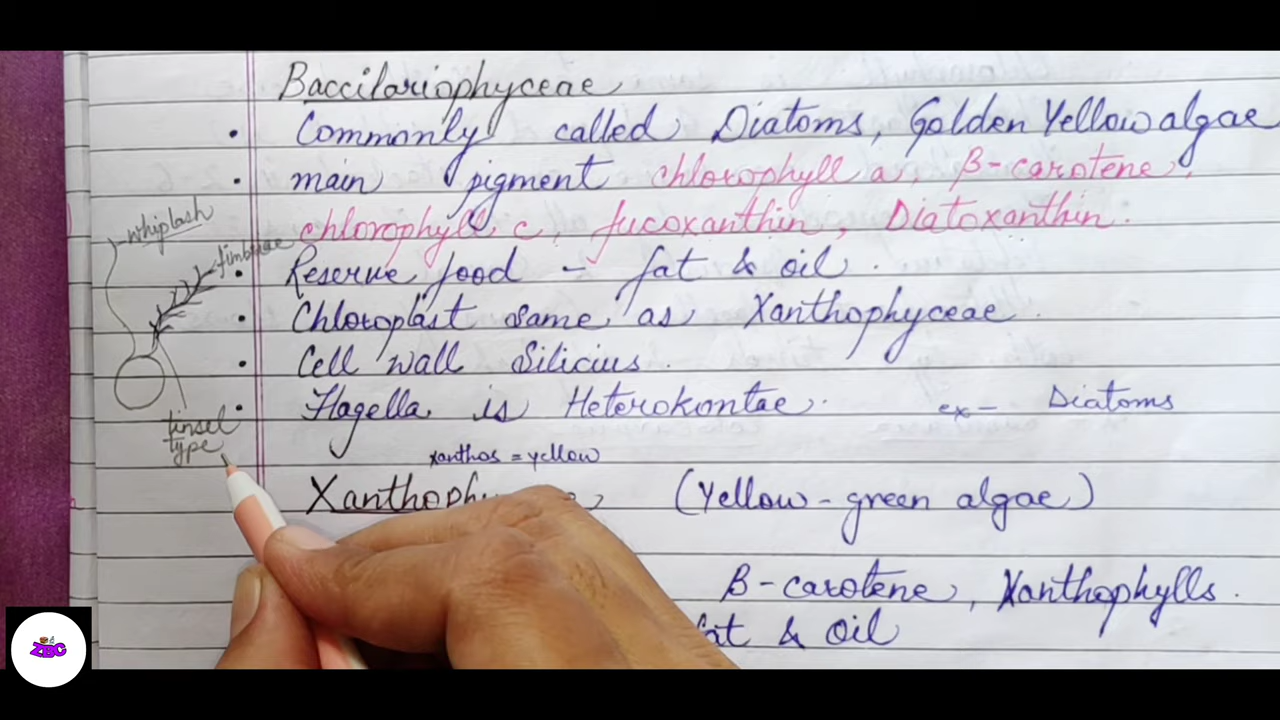 Baccilariophyceae
• Commonly called Diatoms, Golden Yellow algae
• main pigment chlorophyll a, β-carotene,
chlorophyll c, fucoxanthin, Diatoxanthin.
• Reserve food - fat & oil.
• Chloroplast same as Xanthophyceae.
• Cell wall Silicius.
• Flagella is Heterokontae. ex- Diatoms
whiplash
fimbriae
tinsel
type
xanthos = yellow
(Yellow-green algae)
β-carotene, Xanthophylls.
fat & oil
ZBC